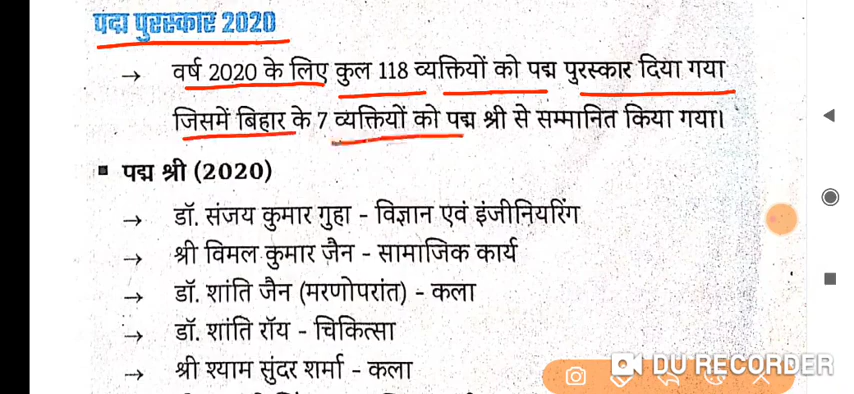 पद्म पुरस्कार 2020
→ वर्ष 2020 के लिए कुल 118 व्यक्तियों को पद्म पुरस्कार दिया गया
जिसमें बिहार के 7 व्यक्तियों को पद्म श्री से सम्मानित किया गया।
▪ पद्म श्री (2020)
→ डॉ. संजय कुमार गुहा - विज्ञान एवं इंजीनियरिंग
→ श्री विमल कुमार जैन - सामाजिक कार्य
→ डॉ. शांति जैन (मरणोपरांत) - कला
→ डॉ. शांति रॉय - चिकित्सा
→ श्री श्याम सुंदर शर्मा - कला
DU RECORDER